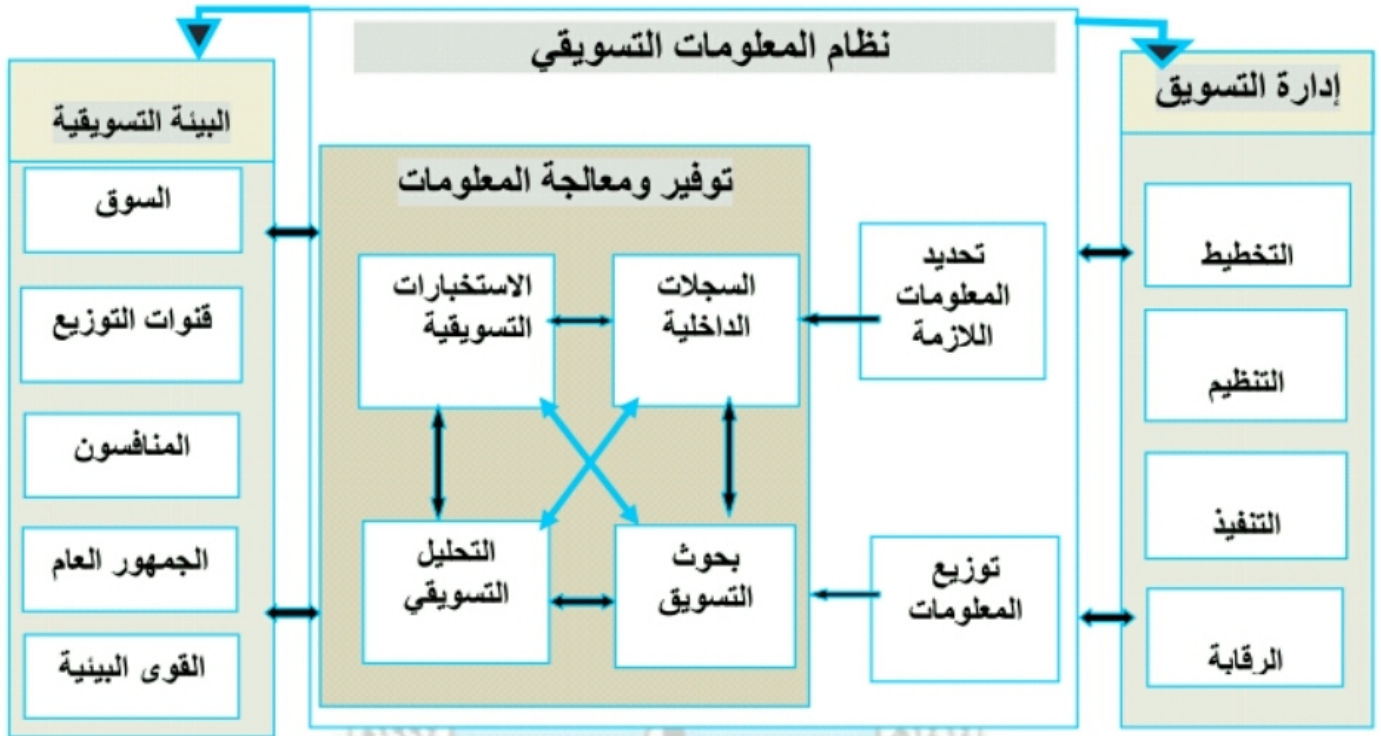 نظام المعلومات التسويقي
إدارة التسويق
التخطيط
التنظيم
التنفيذ
الرقابة
تحديد
المعلومات
اللازمة
توزيع
المعلومات
توفير ومعالجة المعلومات
السجلات
الداخلية
الاستخبارات
التسويقية
بحوث
التسويق
التحليل
التسويقي
البيئة التسويقية
السوق
قنوات التوزيع
المنافسون
الجمهور العام
القوى البيئية